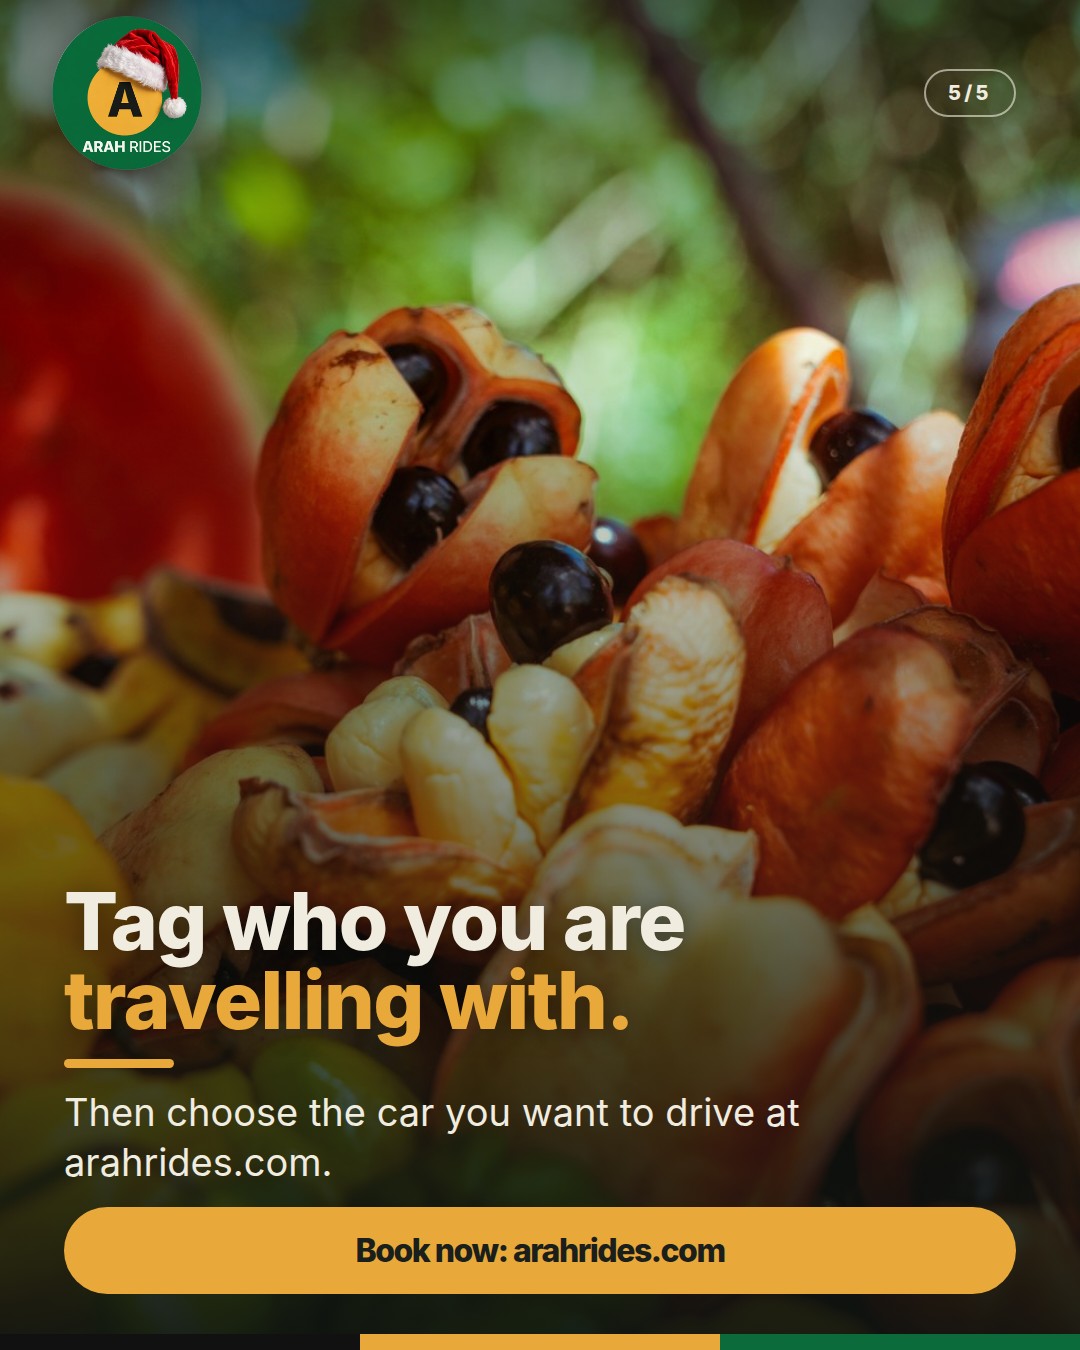 A
ARAH RIDES
5/5
Tag who you are
travelling with.
Then choose the car you want to drive at
arahrides.com.
Book now: arahrides.com